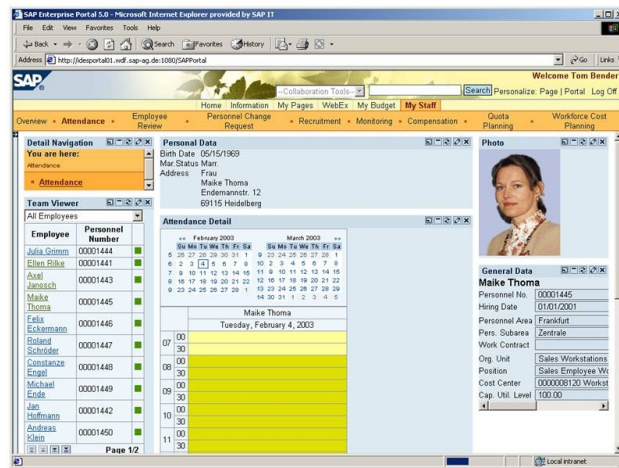 SAP Enterprise Portal 5.0 - Microsoft Internet Explorer provided by SAP IT
File Edit View Favorites Tools Help
Back Search Favorites History
Address http://idesportal01.wdf.sap-ag.de:1080/SAPPortal Go Links
SAP
Welcome Tom Bender
--Collaboration Tools-- Search Personalize: Page | Portal Log Off
Home Information My Pages WebEx My Budget My Staff
Overview Attendance Employee Review Personnel Change Request Recruitment Monitoring Compensation Quota Planning Workforce Cost Planning
Detail Navigation
You are here:
Attendance
Attendance
Team Viewer
All Employees
Employee Personnel Number
Julia Grimm 00001444
Ellen Rilke 00001441
Axel Janosch 00001443
Maike Thoma 00001445
Felix Eckermann 00001446
Roland Schröder 00001447
Constanze Engel 00001448
Michael Ende 00001449
Jan Hoffmann 00001442
Andreas Klein 00001450
Page 1/2
Personal Data
Birth Date 05/15/1969
Mar.Status Marr.
Address Frau
Maike Thoma
Endemannstr. 12
69115 Heidelberg
Attendance Detail
February 2003 March 2003
Su Mo Tu We Th Fr Sa Su Mo Tu We Th Fr Sa
5 26 27 28 29 30 31 1 9 23 24 25 26 27 28 1
6 2 3 4 5 6 7 8 10 2 3 4 5 6 7 8
7 9 10 11 12 13 14 15 11 9 10 11 12 13 14 15
8 16 17 18 19 20 21 22 12 16 17 18 19 20 21 22
9 23 24 25 26 27 28 1 13 23 24 25 26 27 28 29
14 30 31 1 2 3 4 5
Maike Thoma
Tuesday, February 4, 2003
07 00
30
08 00
30
09 00
30
10 00
30
11 00
30
Photo
General Data
Maike Thoma
Personnel No. 00001445
Hiring Date 01/01/2001
Personnel Area Frankfurt
Pers. Subarea Zentrale
Work Contract
Org. Unit Sales Workstations
Position Sales Employee Wo
Cost Center 0000008120 Workst
Cap. Util. Level 100.00
Local intranet